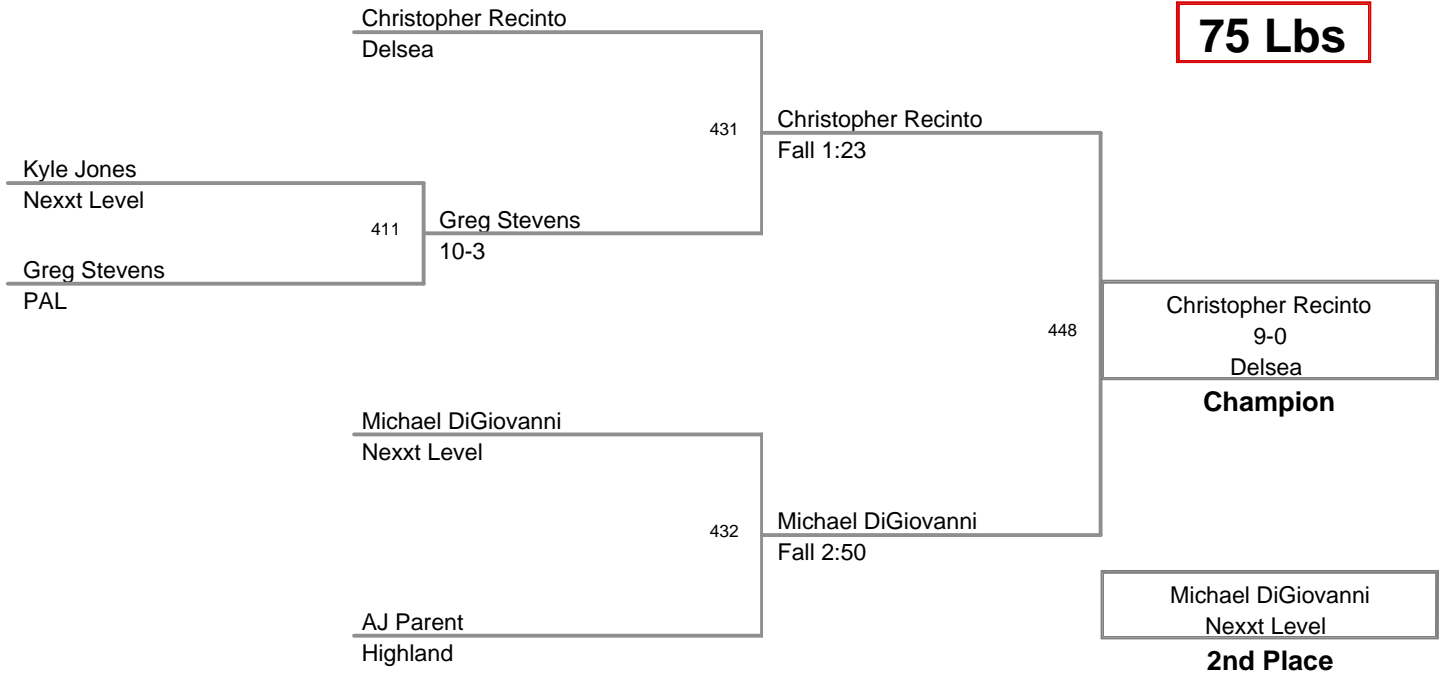 Christopher Recinto
Delsea
75 Lbs
431
Christopher Recinto
Fall 1:23
Kyle Jones
Nexxt Level
411
Greg Stevens
10-3
Greg Stevens
PAL
448
Christopher Recinto
9-0
Delsea
Champion
Michael DiGiovanni
Nexxt Level
432
Michael DiGiovanni
Fall 2:50
AJ Parent
Highland
Michael DiGiovanni
Nexxt Level
2nd Place